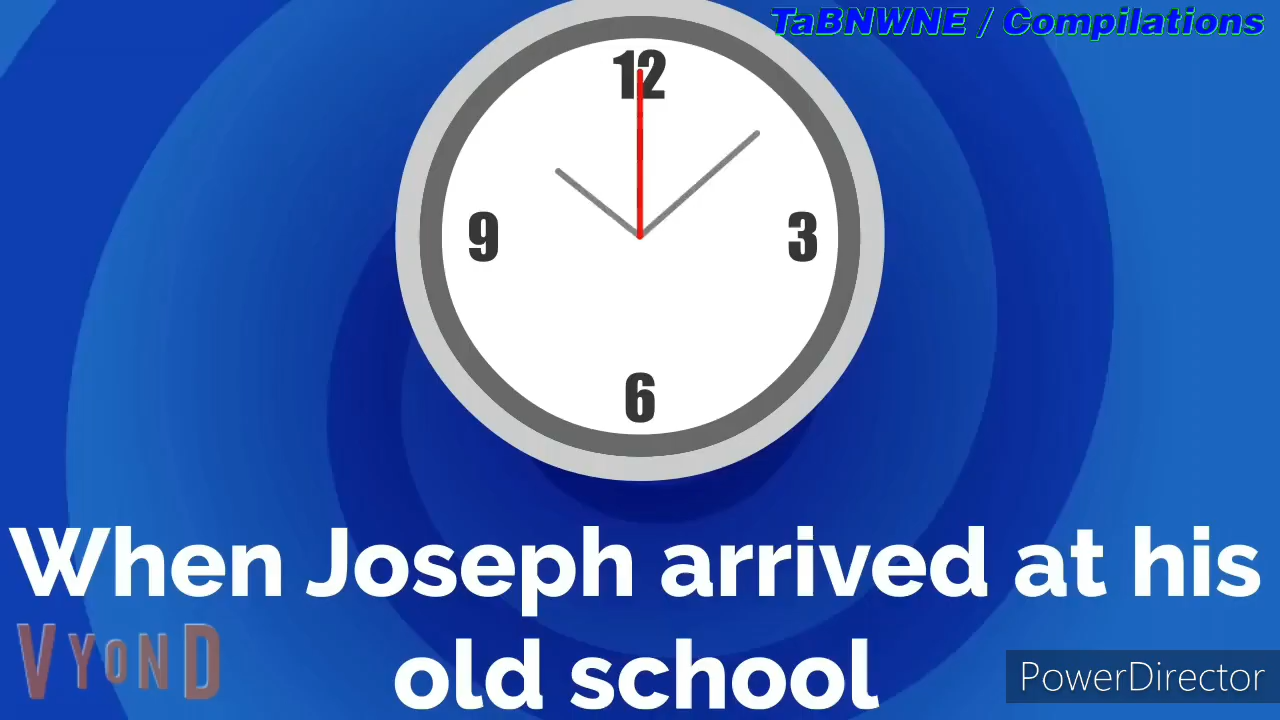 TaBNWNE / Compilations
12
9 3
6
When Joseph arrived at his
old school
VYOND
PowerDirector